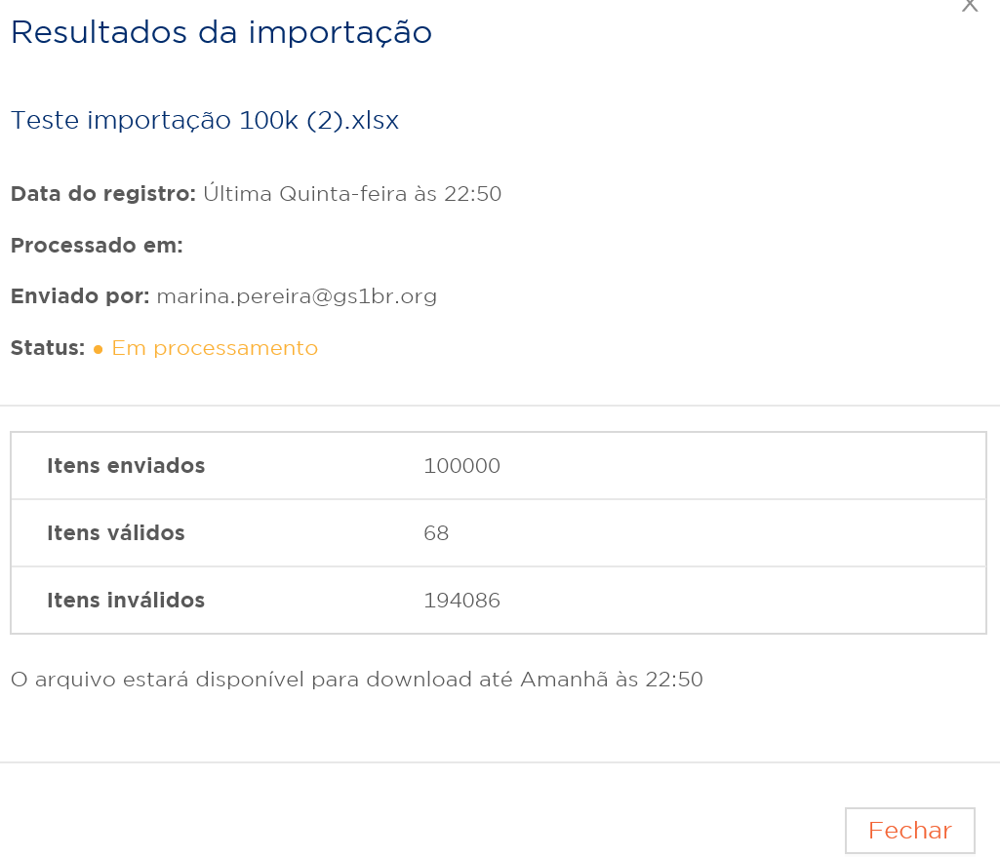 X
Resultados da importação
Teste importação 100k (2).xlsx
Data do registro: Última Quinta-feira às 22:50
Processado em:
Enviado por: marina.pereira@gs1br.org
Status: ● Em processamento
Itens enviados 100000
Itens válidos 68
Itens inválidos 194086
O arquivo estará disponível para download até Amanhã às 22:50
Fechar